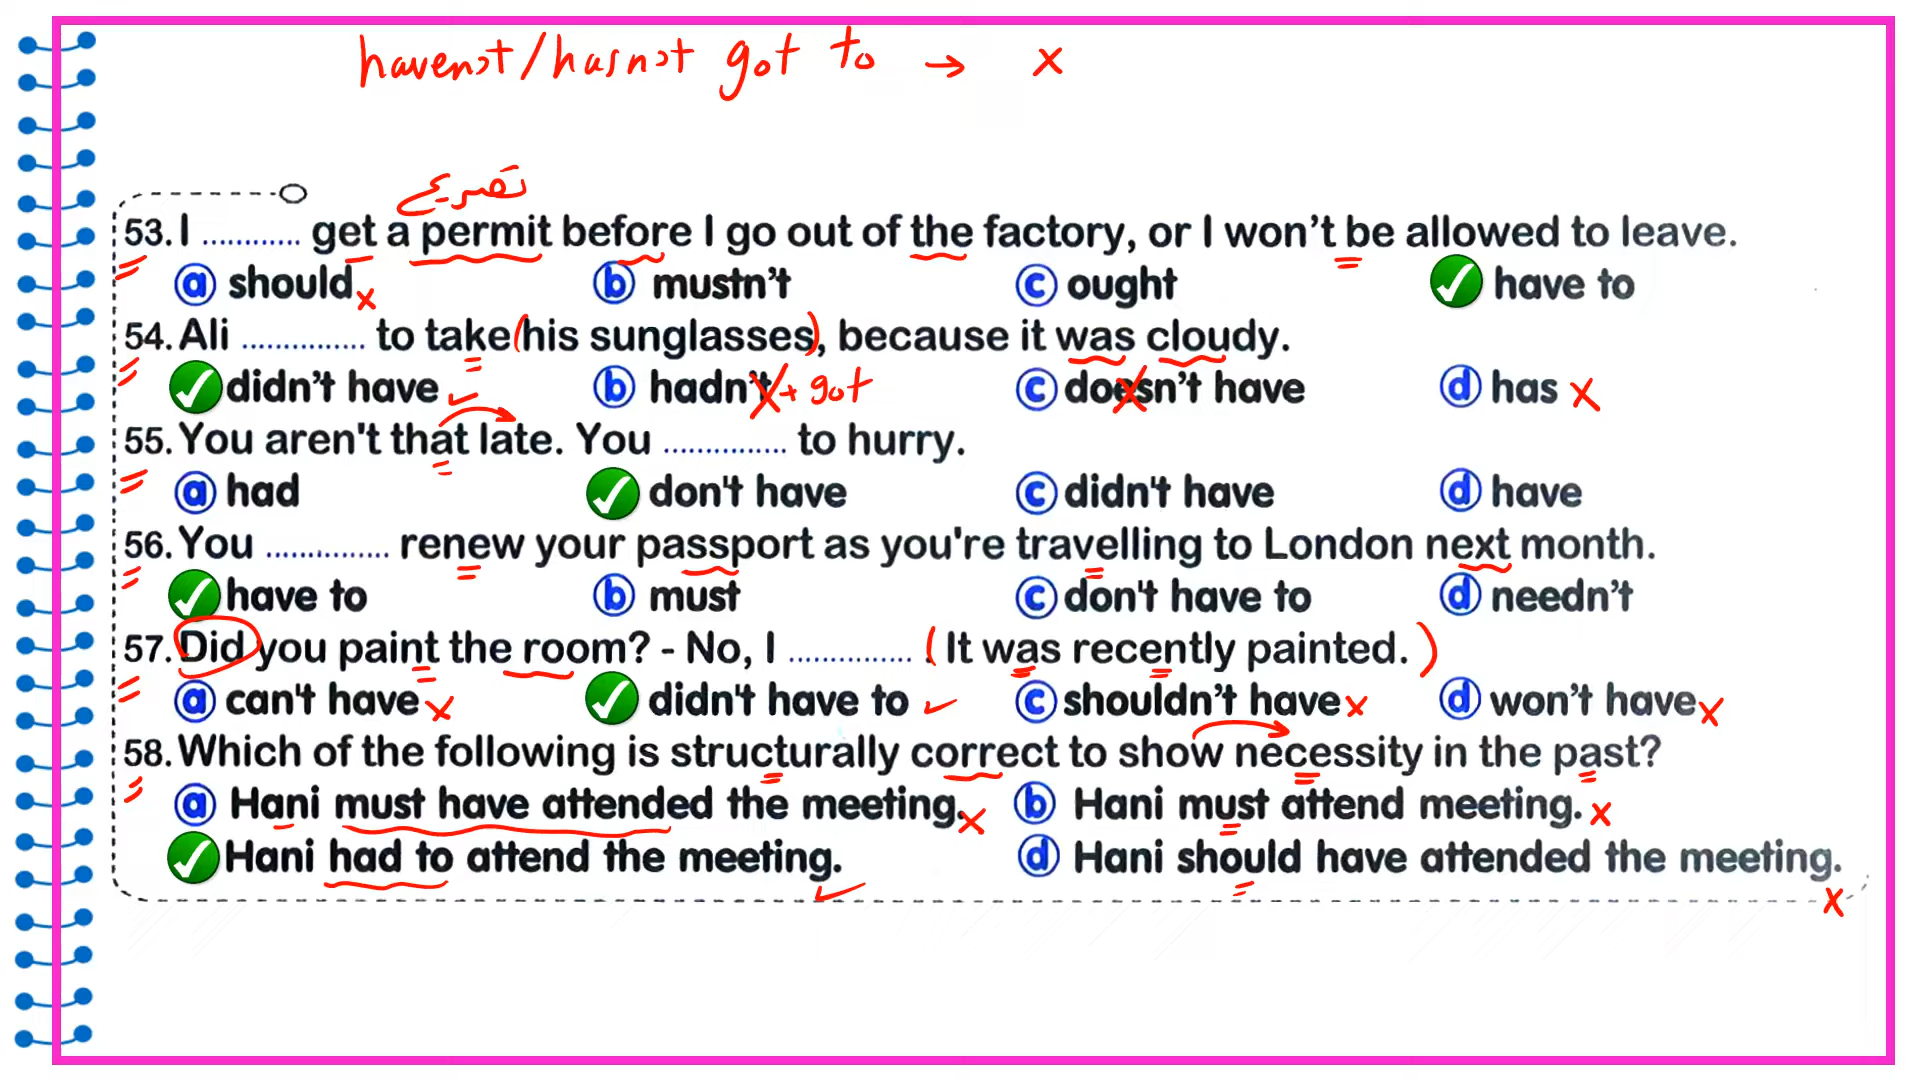 havenot/hasnot got to → x
تصريح
53. I ............ get a permit before I go out of the factory, or I won't be allowed to leave.
a should x b mustn't c ought ✓ have to
54. Ali ............... to take (his sunglasses), because it was cloudy.
✓ didn't have ✓ b hadn't x + got c doesn't have x d has x
55. You aren't that late. You ............... to hurry.
a had ✓ don't have c didn't have d have
56. You ............... renew your passport as you're travelling to London next month.
✓ have to b must c don't have to d needn't
57. Did you paint the room? - No, I ............... . (It was recently painted.)
a can't have x ✓ didn't have to ✓ c shouldn't have x d won't have x
58. Which of the following is structurally correct to show necessity in the past?
a Hani must have attended the meeting. x b Hani must attend meeting. x
✓ Hani had to attend the meeting. ✓ d Hani should have attended the meeting. x